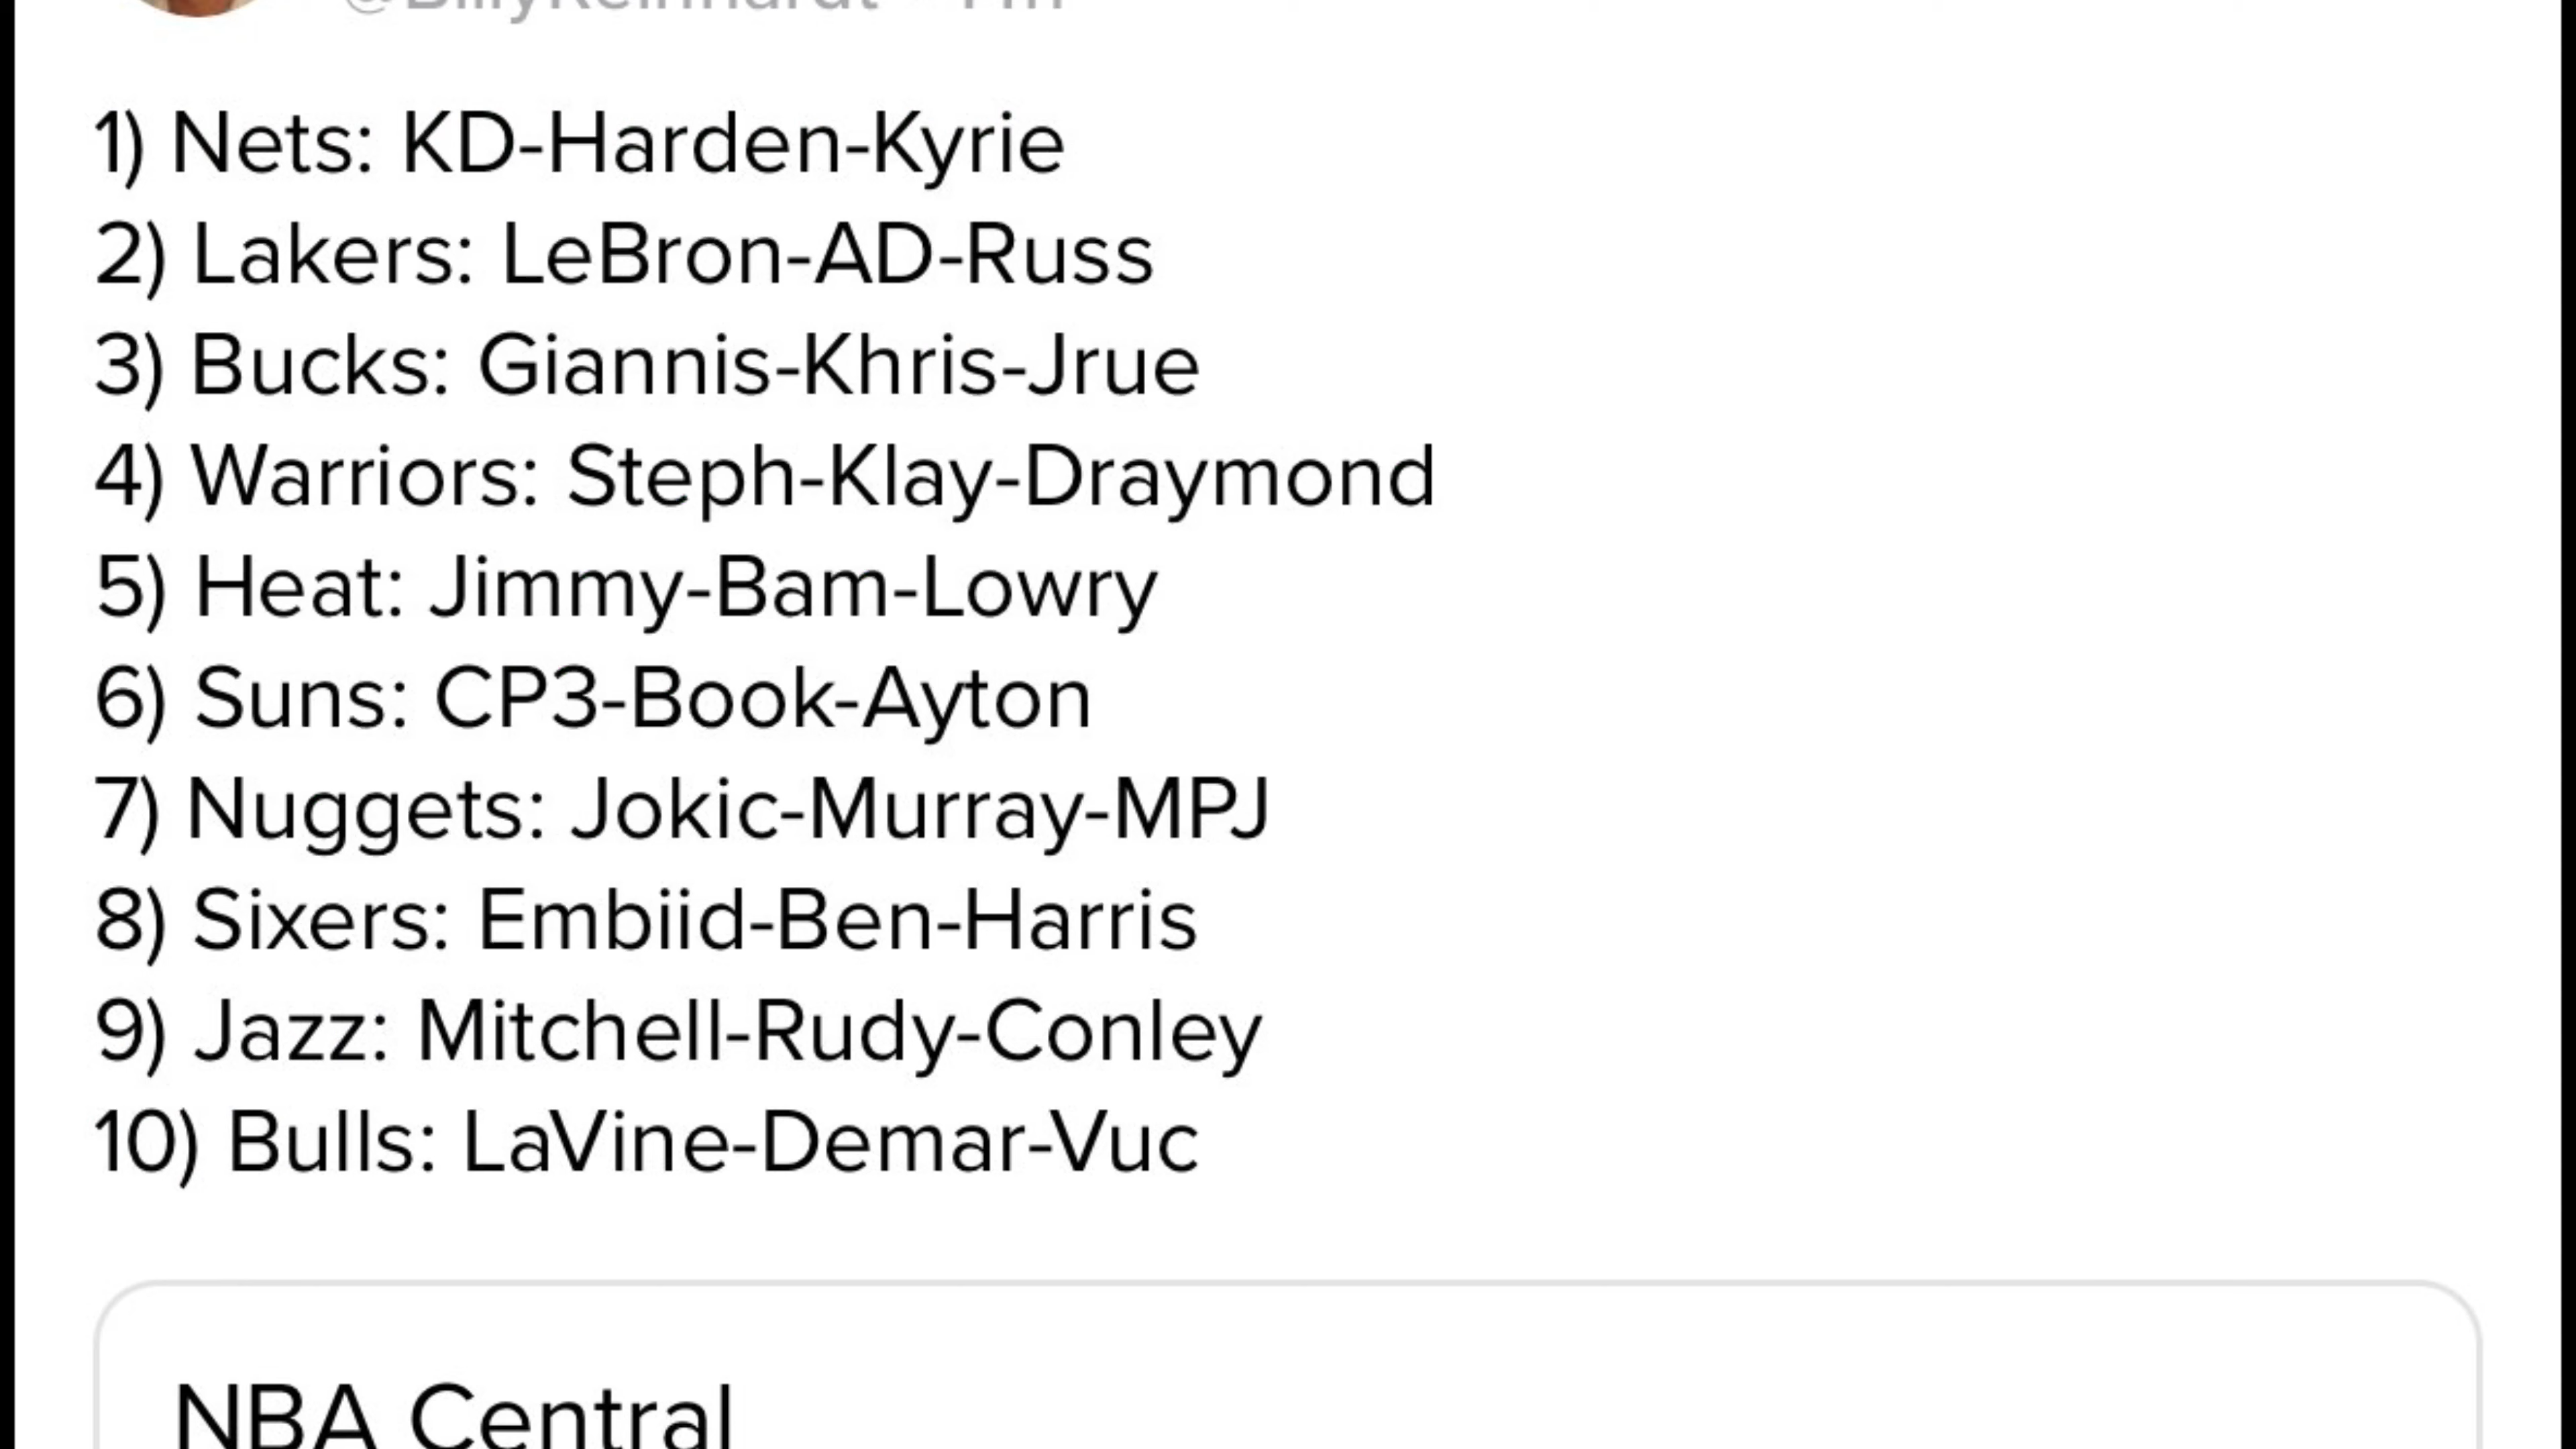 1) Nets: KD-Harden-Kyrie
2) Lakers: LeBron-AD-Russ
3) Bucks: Giannis-Khris-Jrue
4) Warriors: Steph-Klay-Draymond
5) Heat: Jimmy-Bam-Lowry
6) Suns: CP3-Book-Ayton
7) Nuggets: Jokic-Murray-MPJ
8) Sixers: Embiid-Ben-Harris
9) Jazz: Mitchell-Rudy-Conley
10) Bulls: LaVine-Demar-Vuc
NBA Central